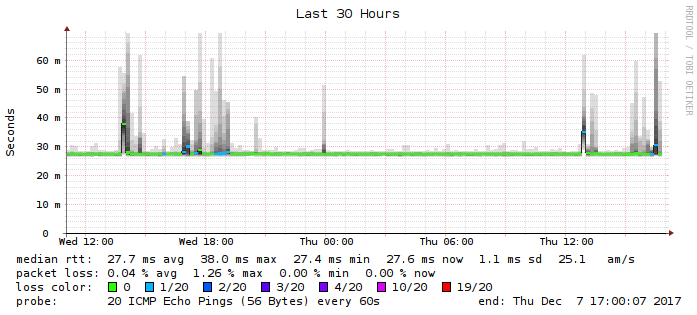 Last 30 Hours
RRDTOOL / TOBI OETIKER
Seconds
60 m
50 m
40 m
30 m
20 m
10 m
0
Wed 12:00 Wed 18:00 Thu 00:00 Thu 06:00 Thu 12:00
median rtt: 27.7 ms avg 38.0 ms max 27.4 ms min 27.6 ms now 1.1 ms sd 25.1 am/s
packet loss: 0.04 % avg 1.26 % max 0.00 % min 0.00 % now
loss color: 0 1/20 2/20 3/20 4/20 10/20 19/20
probe: 20 ICMP Echo Pings (56 Bytes) every 60s end: Thu Dec 7 17:00:07 2017